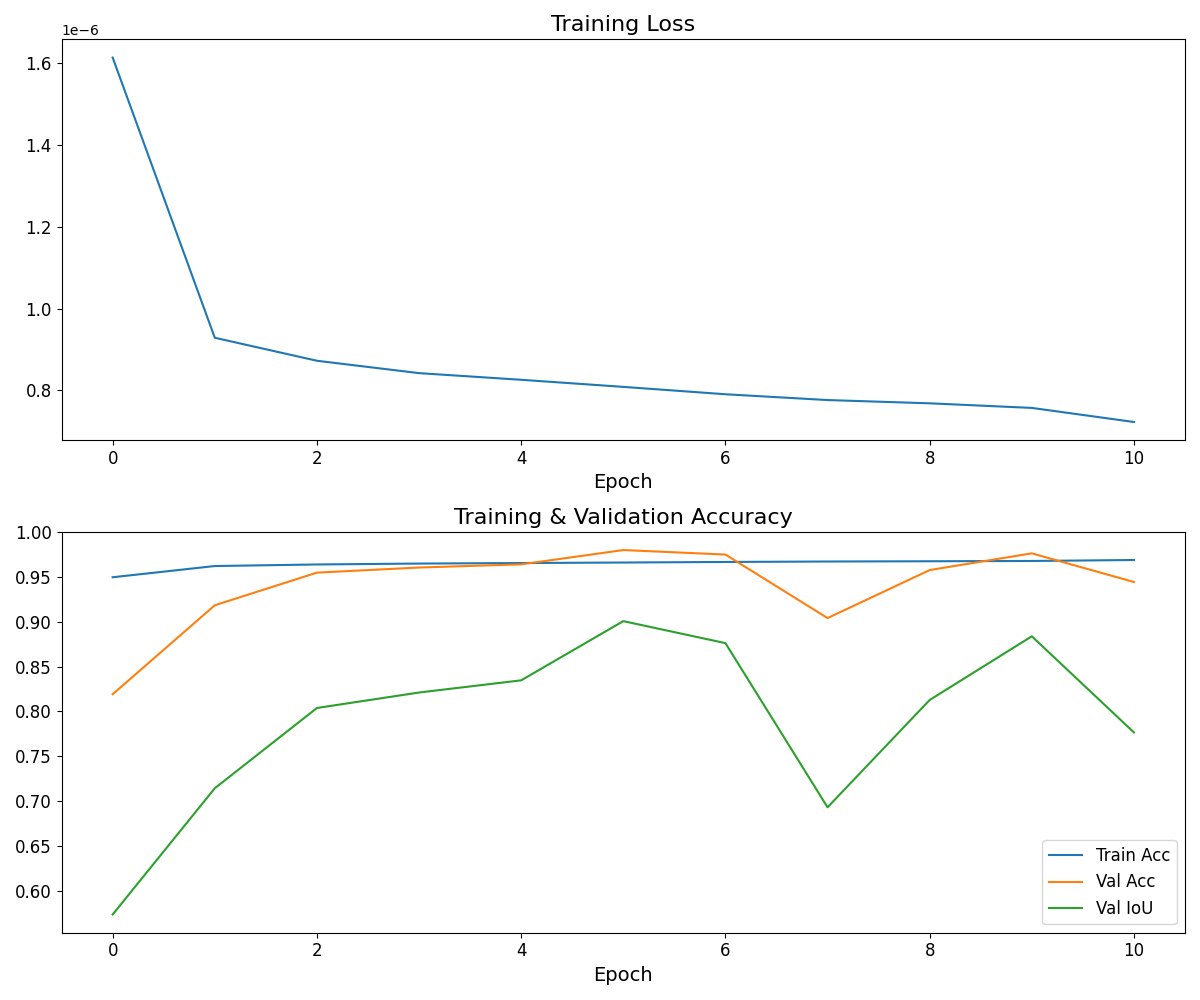 Training Loss
1e−6
1.6
1.4
1.2
1.0
0.8
0 2 4 6 8 10
Epoch
Training & Validation Accuracy
1.00
0.95
0.90
0.85
0.80
0.75
0.70
0.65
0.60
Train Acc
Val Acc
Val IoU
0 2 4 6 8 10
Epoch